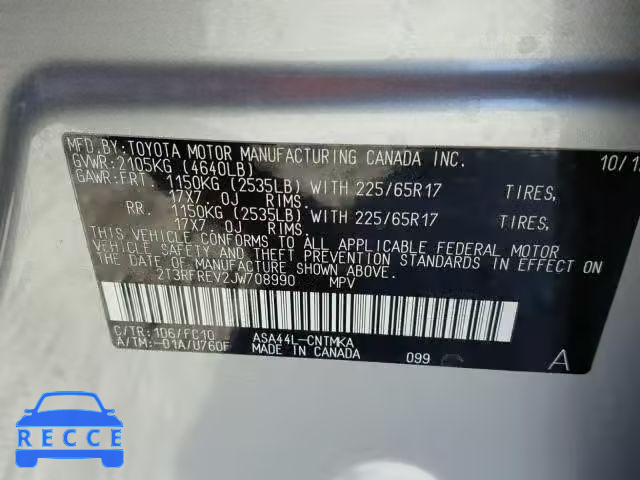 MFD.BY:TOYOTA MOTOR MANUFACTURING CANADA INC. 10/1
GVWR:2105KG (4640LB)
GAWR:FRT. 1150KG (2535LB) WITH 225/65R17 TIRES,
17X7. 0J RIMS.
RR. 1150KG (2535LB) WITH 225/65R17 TIRES,
17X7. 0J RIMS.
THIS VEHICLE CONFORMS TO ALL APPLICABLE FEDERAL MOTOR
VEHICLE SAFETY AND THEFT PREVENTION STANDARDS IN EFFECT ON
THE DATE OF MANUFACTURE SHOWN ABOVE.
2T3RFREV2JW708990 MPV
C/TR:1D6/FC10 ASA44L-CNTMKA
A/TM:-01A/U760F MADE IN CANADA 099 A
RECCE